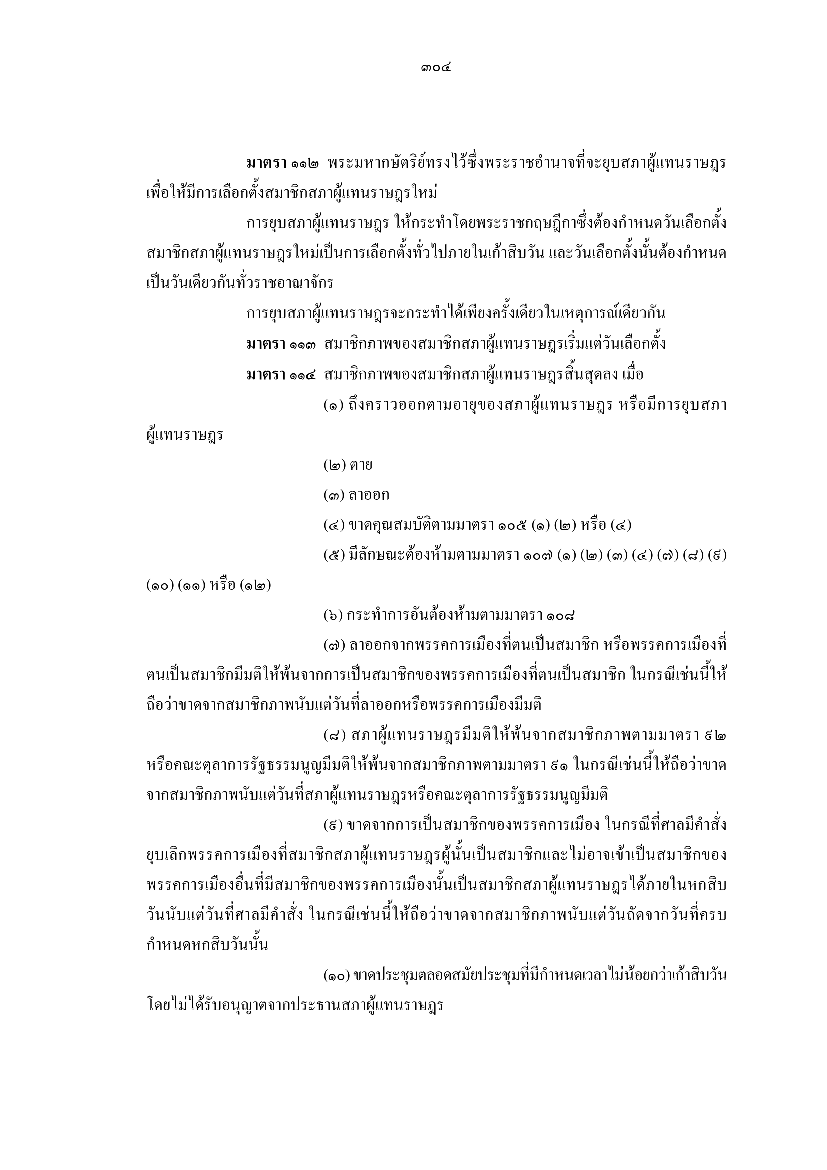 ๓๐๔
มาตรา ๑๑๒ พระมหากษัตริย์ทรงไว้ซึ่งพระราชอำนาจที่จะยุบสภาผู้แทนราษฎร
เพื่อให้มีการเลือกตั้งสมาชิกสภาผู้แทนราษฎรใหม่
การยุบสภาผู้แทนราษฎร ให้กระทำโดยพระราชกฤษฎีกาซึ่งต้องกำหนดวันเลือกตั้ง
สมาชิกสภาผู้แทนราษฎรใหม่เป็นการเลือกตั้งทั่วไปภายในเก้าสิบวัน และวันเลือกตั้งนั้นต้องกำหนด
เป็นวันเดียวกันทั่วราชอาณาจักร
การยุบสภาผู้แทนราษฎรจะกระทำได้เพียงครั้งเดียวในเหตุการณ์เดียวกัน
มาตรา ๑๑๓ สมาชิกภาพของสมาชิกสภาผู้แทนราษฎรเริ่มแต่วันเลือกตั้ง
มาตรา ๑๑๔ สมาชิกภาพของสมาชิกสภาผู้แทนราษฎรสิ้นสุดลง เมื่อ
(๑) ถึงคราวออกตามอายุของสภาผู้แทนราษฎร หรือมีการยุบสภา
ผู้แทนราษฎร
(๒) ตาย
(๓) ลาออก
(๔) ขาดคุณสมบัติตามมาตรา ๑๐๕ (๑) (๒) หรือ (๔)
(๕) มีลักษณะต้องห้ามตามมาตรา ๑๐๗ (๑) (๒) (๓) (๔) (๗) (๘) (๙)
(๑๐) (๑๑) หรือ (๑๒)
(๖) กระทำการอันต้องห้ามตามมาตรา ๑๐๘
(๗) ลาออกจากพรรคการเมืองที่ตนเป็นสมาชิก หรือพรรคการเมืองที่
ตนเป็นสมาชิกมีมติให้พ้นจากการเป็นสมาชิกของพรรคการเมืองที่ตนเป็นสมาชิก ในกรณีเช่นนี้ให้
ถือว่าขาดจากสมาชิกภาพนับแต่วันที่ลาออกหรือพรรคการเมืองมีมติ
(๘) สภาผู้แทนราษฎรมีมติให้พ้นจากสมาชิกภาพตามมาตรา ๙๒
หรือคณะตุลาการรัฐธรรมนูญมีมติให้พ้นจากสมาชิกภาพตามมาตรา ๙๑ ในกรณีเช่นนี้ให้ถือว่าขาด
จากสมาชิกภาพนับแต่วันที่สภาผู้แทนราษฎรหรือคณะตุลาการรัฐธรรมนูญมีมติ
(๙) ขาดจากการเป็นสมาชิกของพรรคการเมือง ในกรณีที่ศาลมีคำสั่ง
ยุบเลิกพรรคการเมืองที่สมาชิกสภาผู้แทนราษฎรผู้นั้นเป็นสมาชิกและไม่อาจเข้าเป็นสมาชิกของ
พรรคการเมืองอื่นที่มีสมาชิกของพรรคการเมืองนั้นเป็นสมาชิกสภาผู้แทนราษฎรได้ภายในหกสิบ
วันนับแต่วันที่ศาลมีคำสั่ง ในกรณีเช่นนี้ให้ถือว่าขาดจากสมาชิกภาพนับแต่วันถัดจากวันที่ครบ
กำหนดหกสิบวันนั้น
(๑๐) ขาดประชุมตลอดสมัยประชุมที่มีกำหนดเวลาไม่น้อยกว่าเก้าสิบวัน
โดยไม่ได้รับอนุญาตจากประธานสภาผู้แทนราษฎร